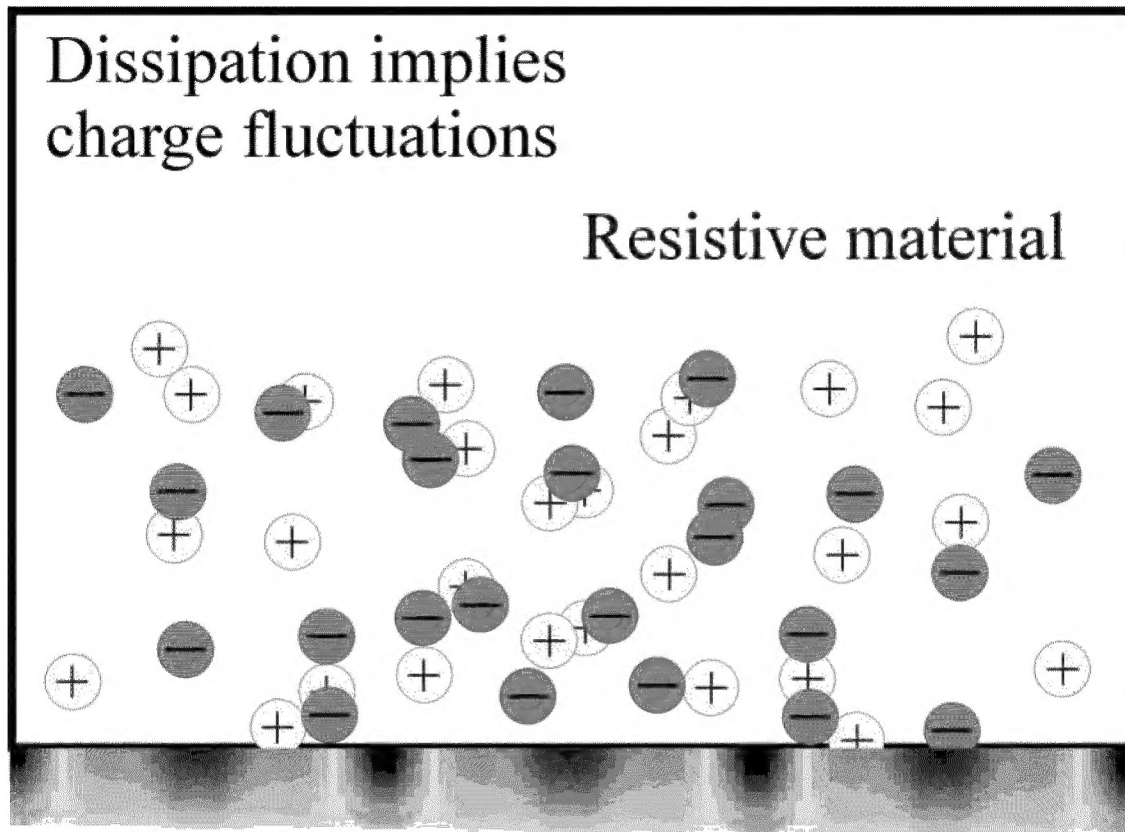 Dissipation implies
charge fluctuations
Resistive material